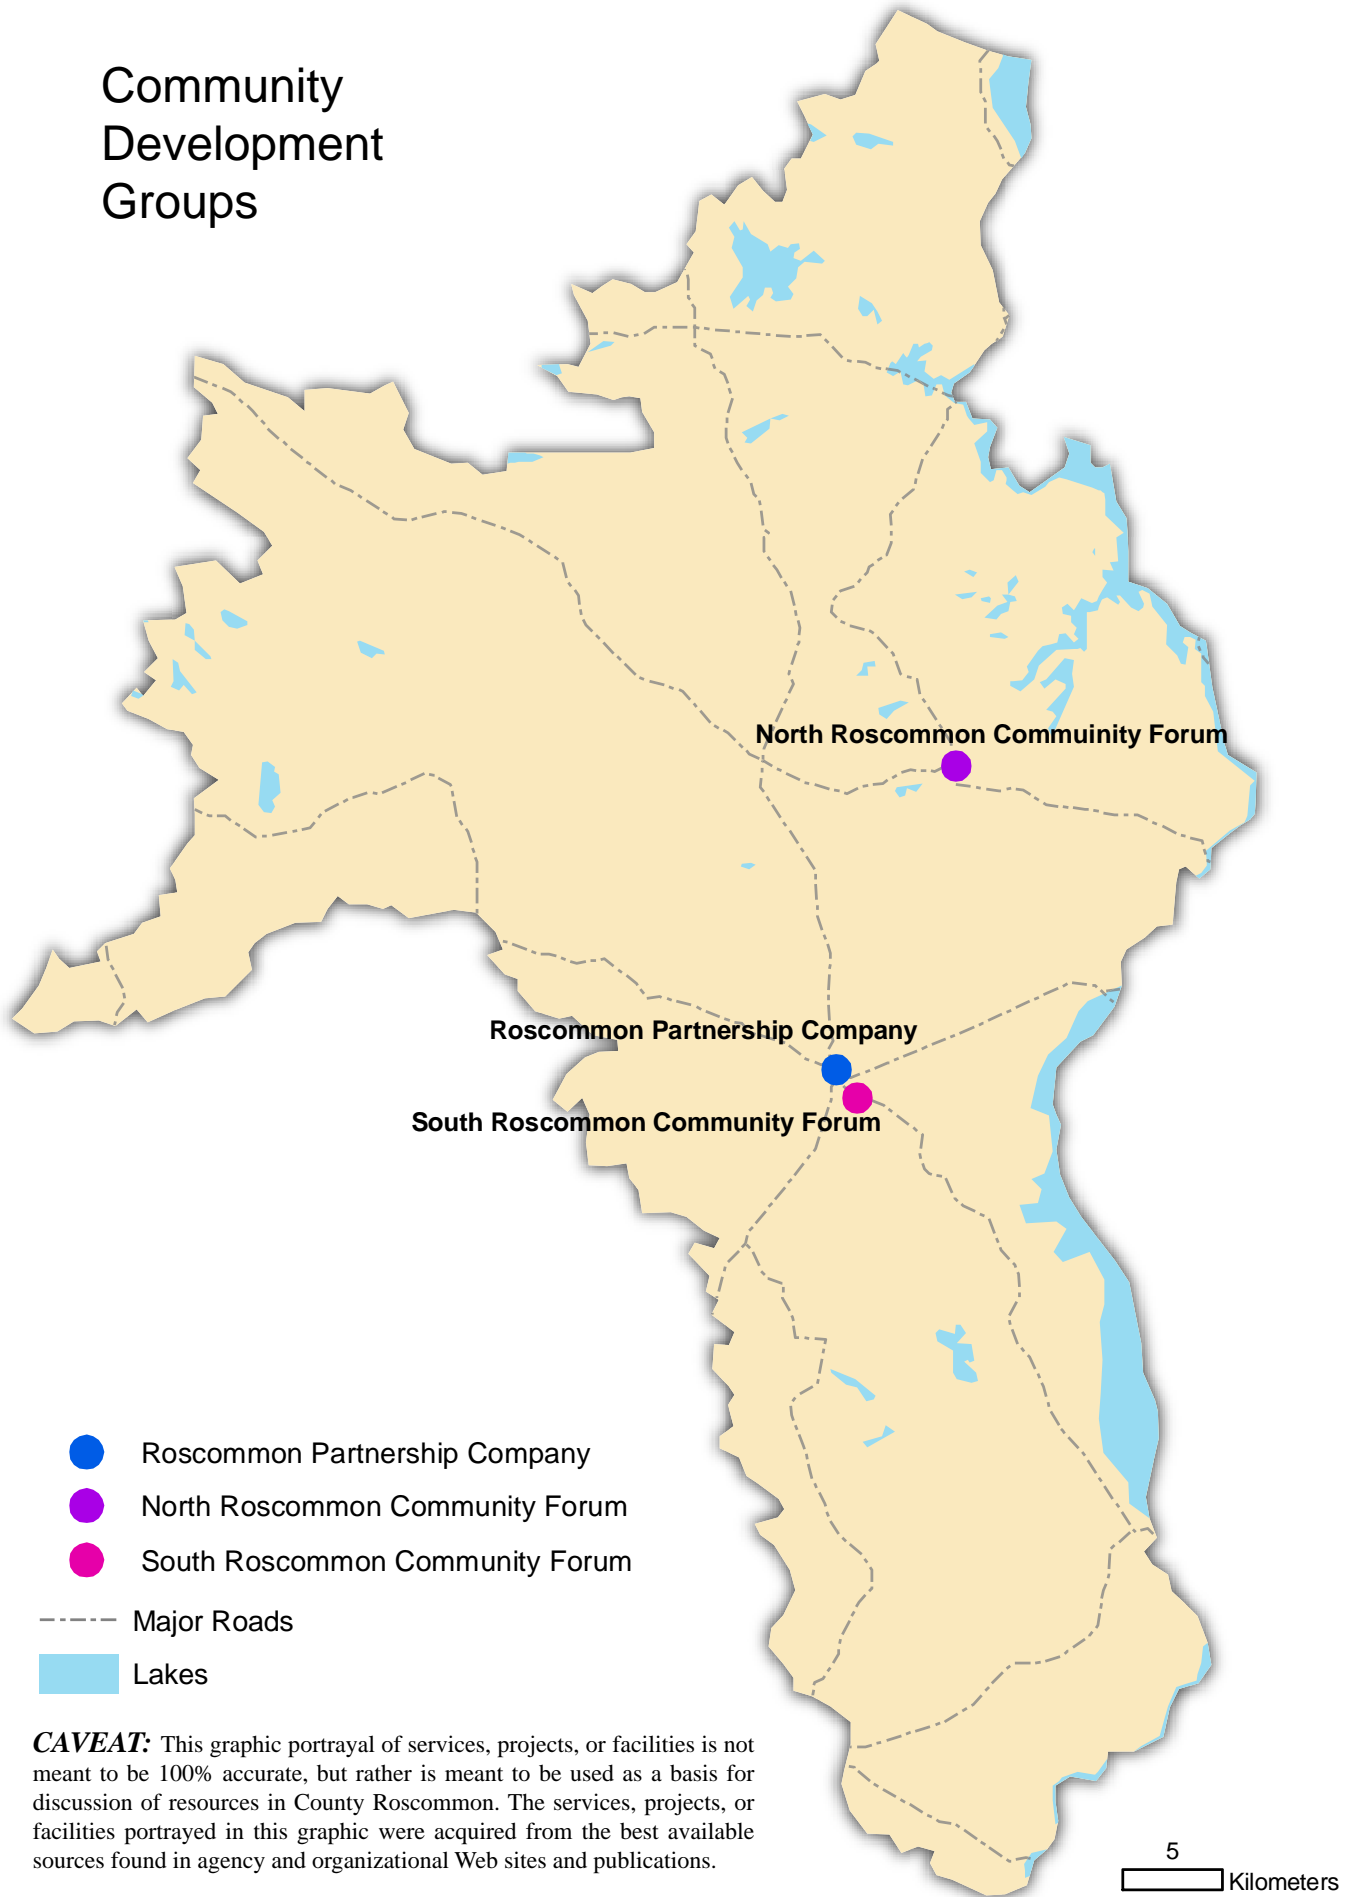 Community
Development
Groups
North Roscommon Commuinity Forum
Roscommon Partnership Company
South Roscommon Community Forum
Roscommon Partnership Company
North Roscommon Community Forum
South Roscommon Community Forum
Major Roads
Lakes
CAVEAT: This graphic portrayal of services, projects, or facilities is not
meant to be 100% accurate, but rather is meant to be used as a basis for
discussion of resources in County Roscommon. The services, projects, or
facilities portrayed in this graphic were acquired from the best available
sources found in agency and organizational Web sites and publications.
5
Kilometers